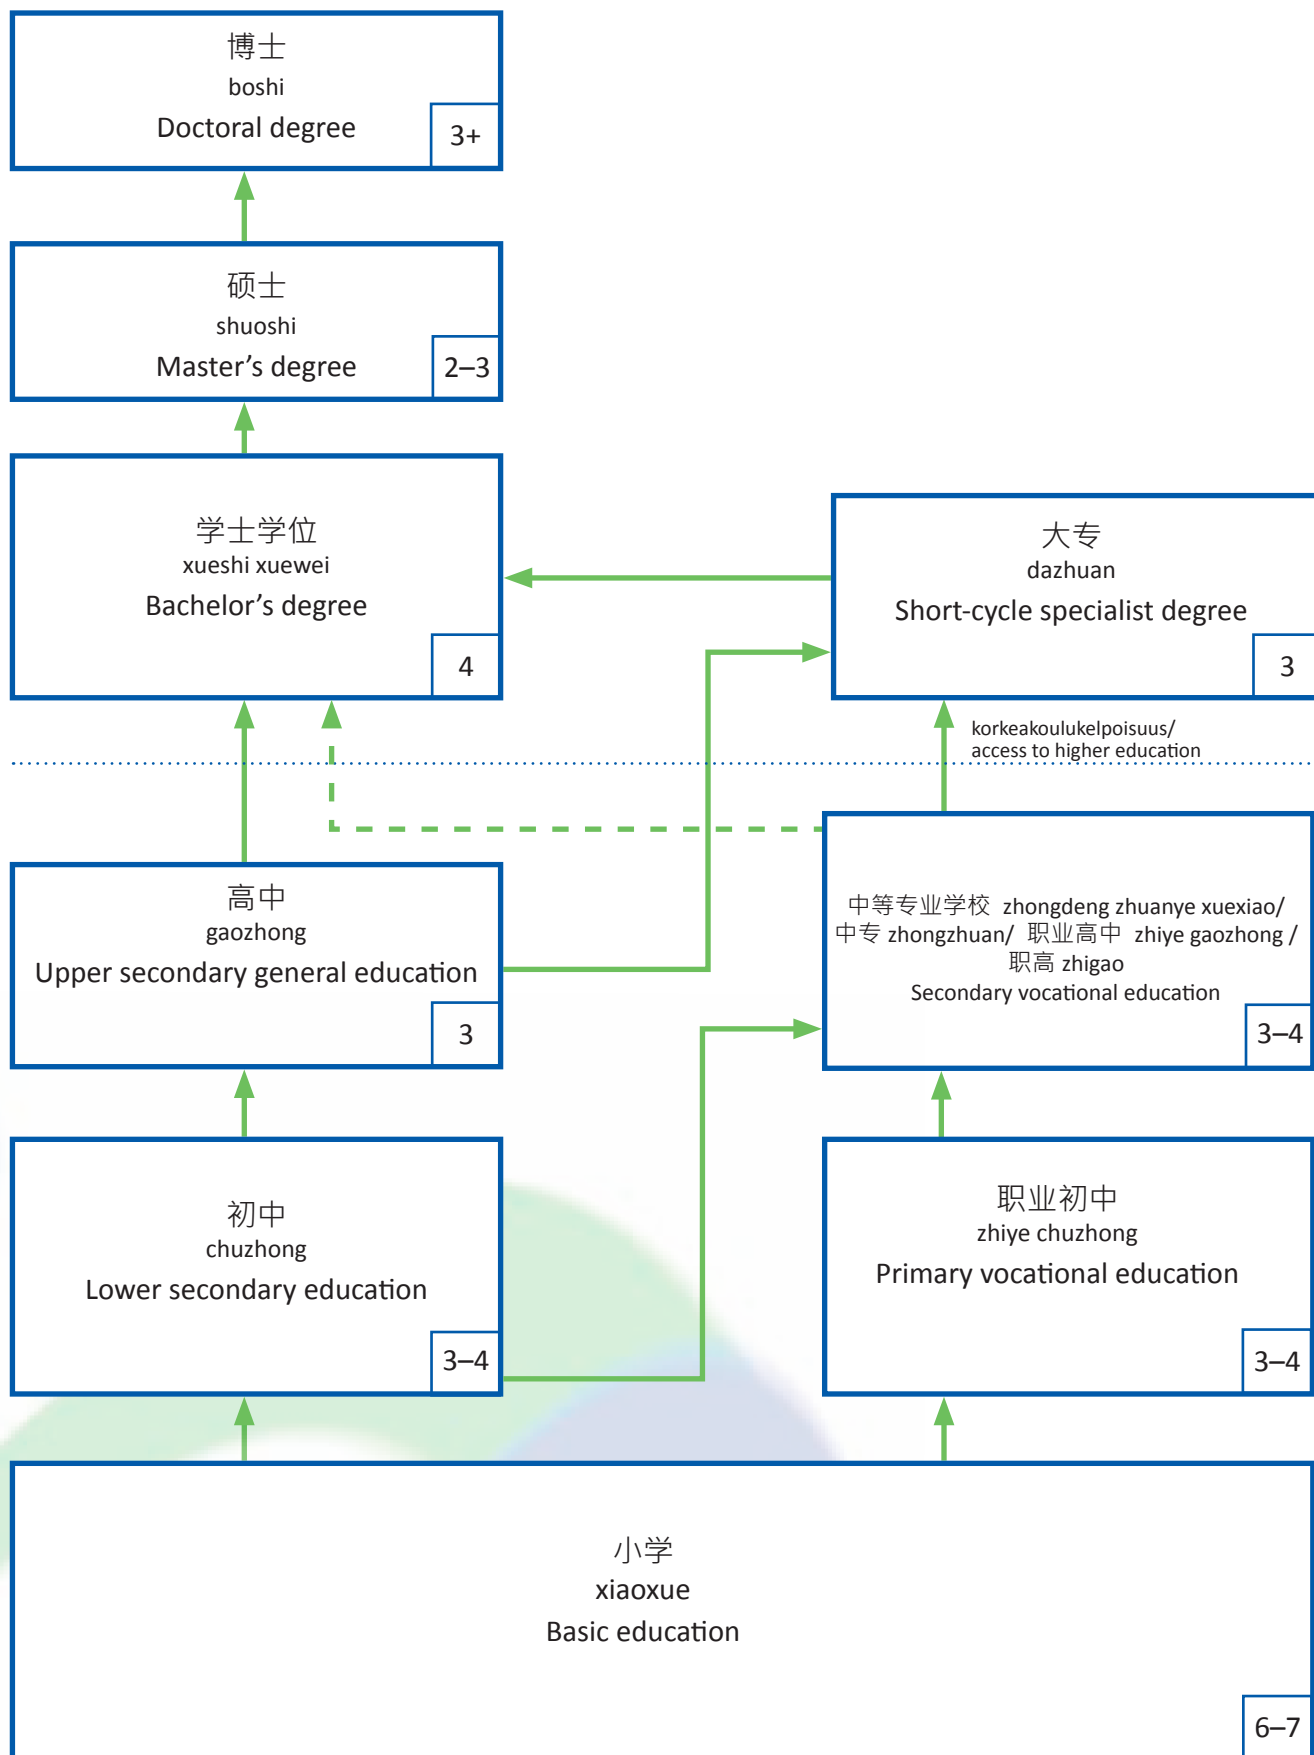 博士
boshi
Doctoral degree
3+
硕士
shuoshi
Master’s degree
2–3
学士学位
xueshi xuewei
Bachelor’s degree
4
大专
dazhuan
Short-cycle specialist degree
3
korkeakoulukelpoisuus/
access to higher education
高中
gaozhong
Upper secondary general education
3
中等专业学校 zhongdeng zhuanye xuexiao/
中专 zhongzhuan/ 职业高中 zhiye gaozhong /
职高 zhigao
Secondary vocational education
3–4
初中
chuzhong
Lower secondary education
3–4
职业初中
zhiye chuzhong
Primary vocational education
3–4
小学
xiaoxue
Basic education
6–7